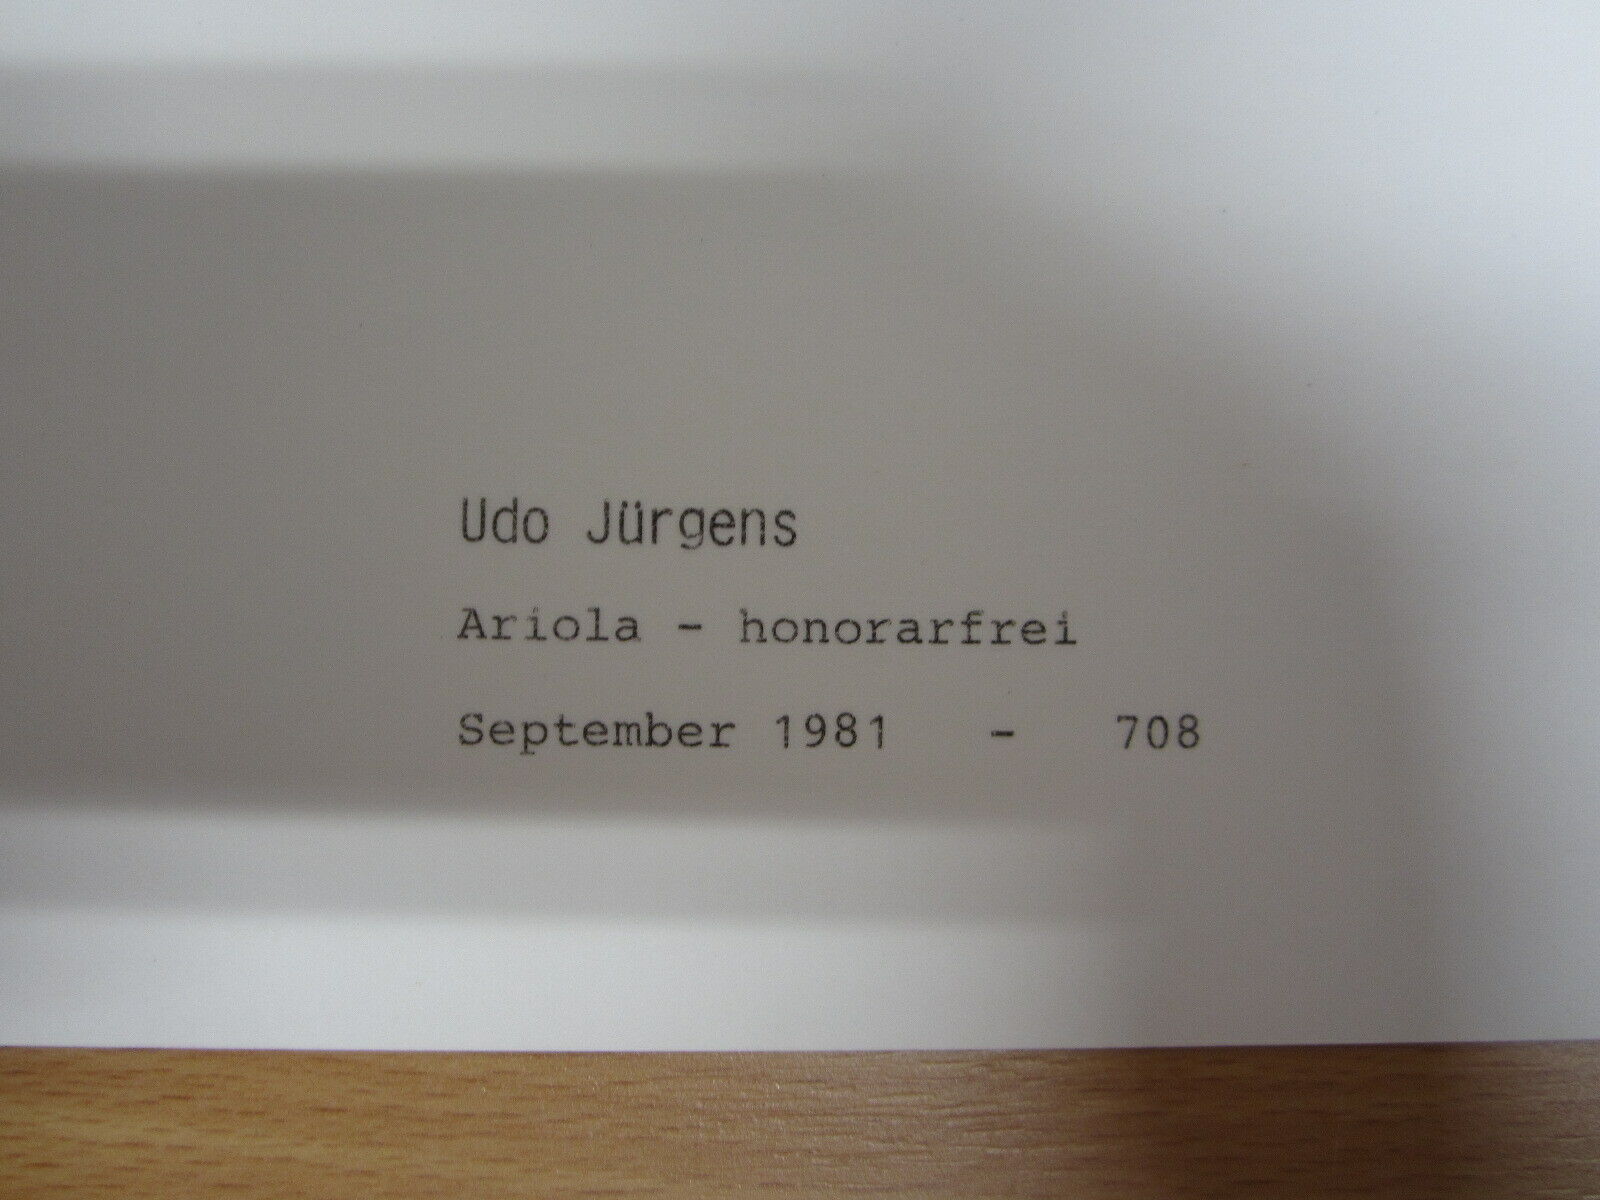 Udo Jürgens
Ariola - honorarfrei
September 1981 - 708